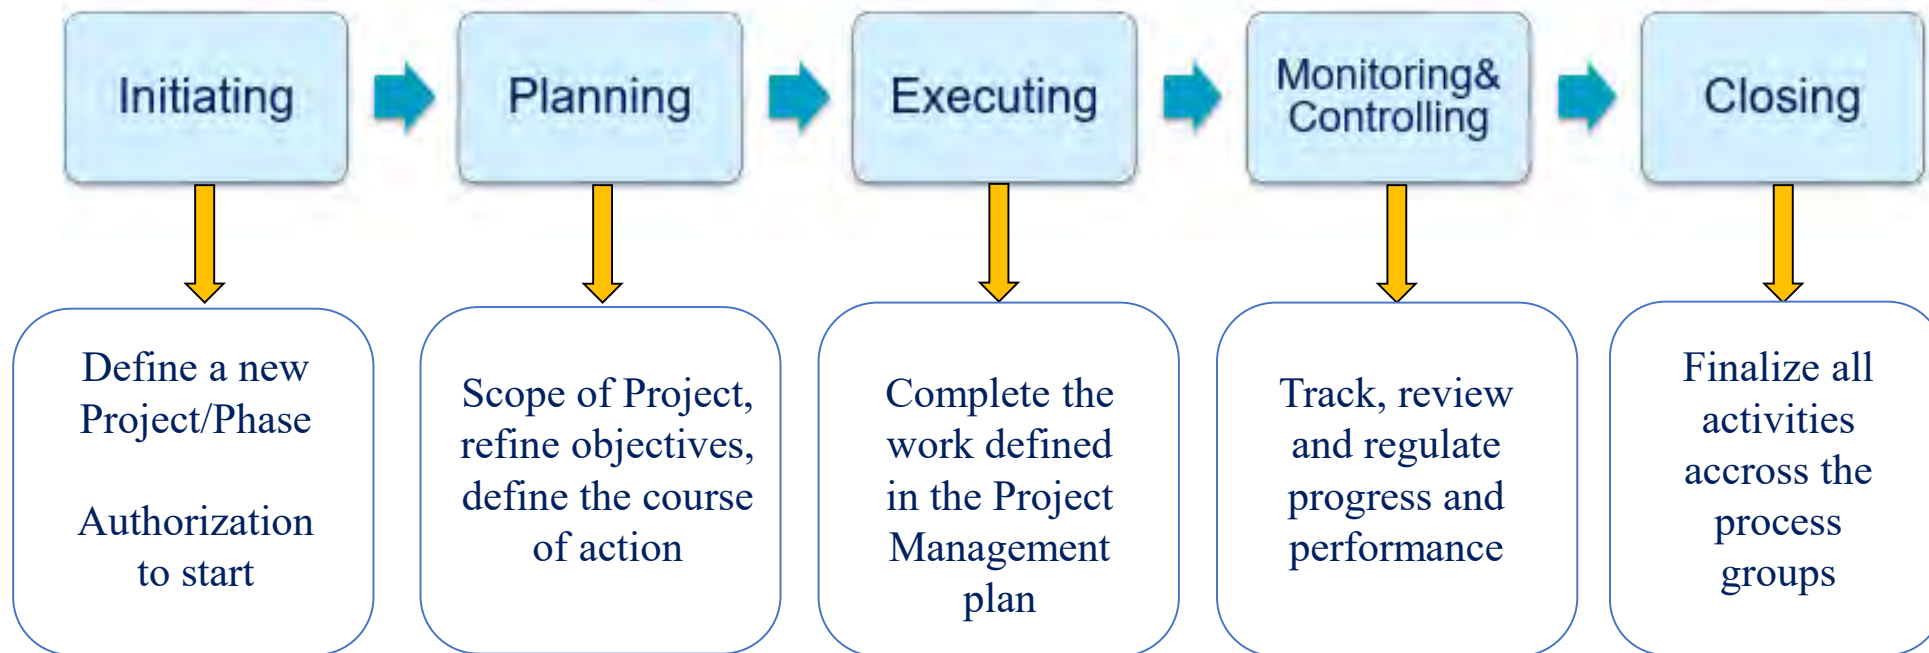 Initiating
Planning
Executing
Monitoring&
Controlling
Closing
Define a new
Project/Phase
Authorization
to start
Scope of Project,
refine objectives,
define the course
of action
Complete the
work defined
in the Project
Management
plan
Track, review
and regulate
progress and
performance
Finalize all
activities
accross the
process
groups